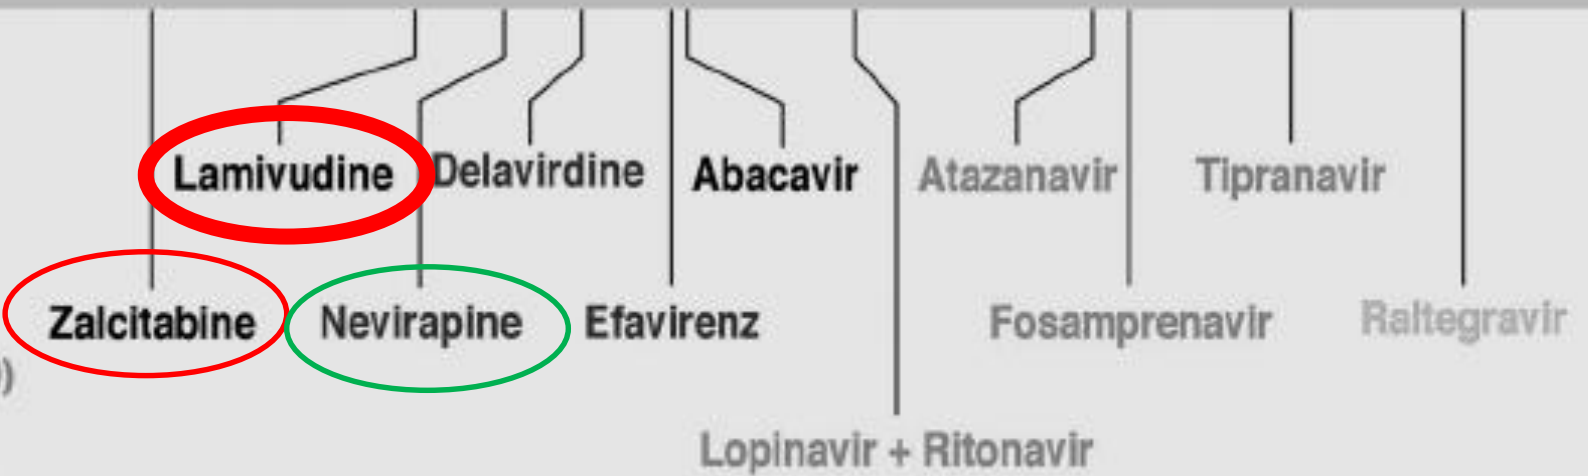 Lamivudine Delavirdine Abacavir Atazanavir Tipranavir
Zalcitabine Nevirapine Efavirenz Fosamprenavir Raltegravir
)
Lopinavir + Ritonavir